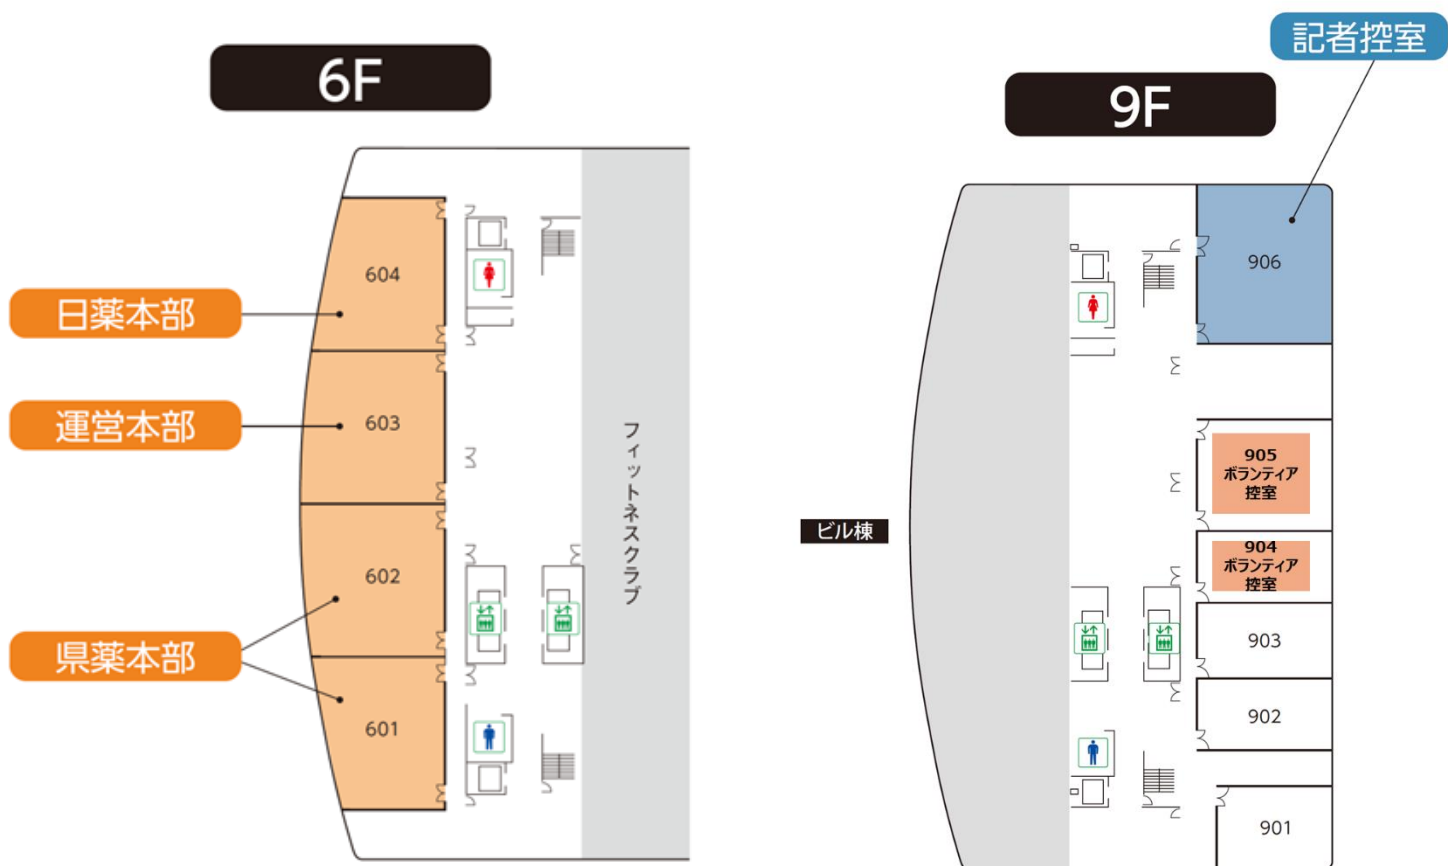 6F
604
603
602
601
日薬本部
運営本部
県薬本部
フィットネスクラブ
記者控室
9F
906
905
ボランティア
控室
904
ボランティア
控室
903
902
901
ビル棟